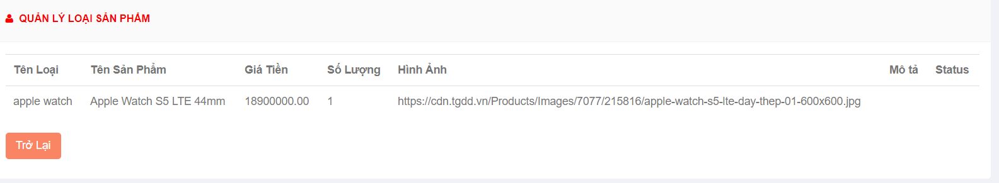 QUẢN LÝ LOẠI SẢN PHẨM
Tên Loại Tên Sản Phẩm Giá Tiền Số Lượng Hình Ảnh Mô tả Status
apple watch Apple Watch S5 LTE 44mm 18900000.00 1 https://cdn.tgdd.vn/Products/Images/7077/215816/apple-watch-s5-lte-day-thep-01-600x600.jpg
Trở Lại